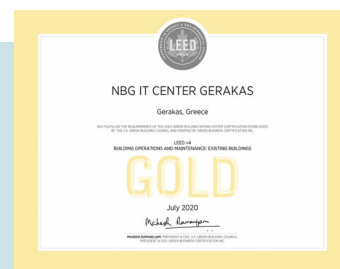 LEED
NBG IT CENTER GERAKAS
Gerakas, Greece
HAS FULFILLED THE REQUIREMENTS OF THE LEED GREEN BUILDING RATING SYSTEM CERTIFICATION ESTABLISHED
BY THE U.S. GREEN BUILDING COUNCIL AND VERIFIED BY GREEN BUSINESS CERTIFICATION INC.
LEED v4
BUILDING OPERATIONS AND MAINTENANCE: EXISTING BUILDINGS
GOLD
July 2020
Mahesh Ramanujam
MAHESH RAMANUJAM, PRESIDENT & CEO, U.S. GREEN BUILDING COUNCIL
PRESIDENT & CEO, GREEN BUSINESS CERTIFICATION INC.